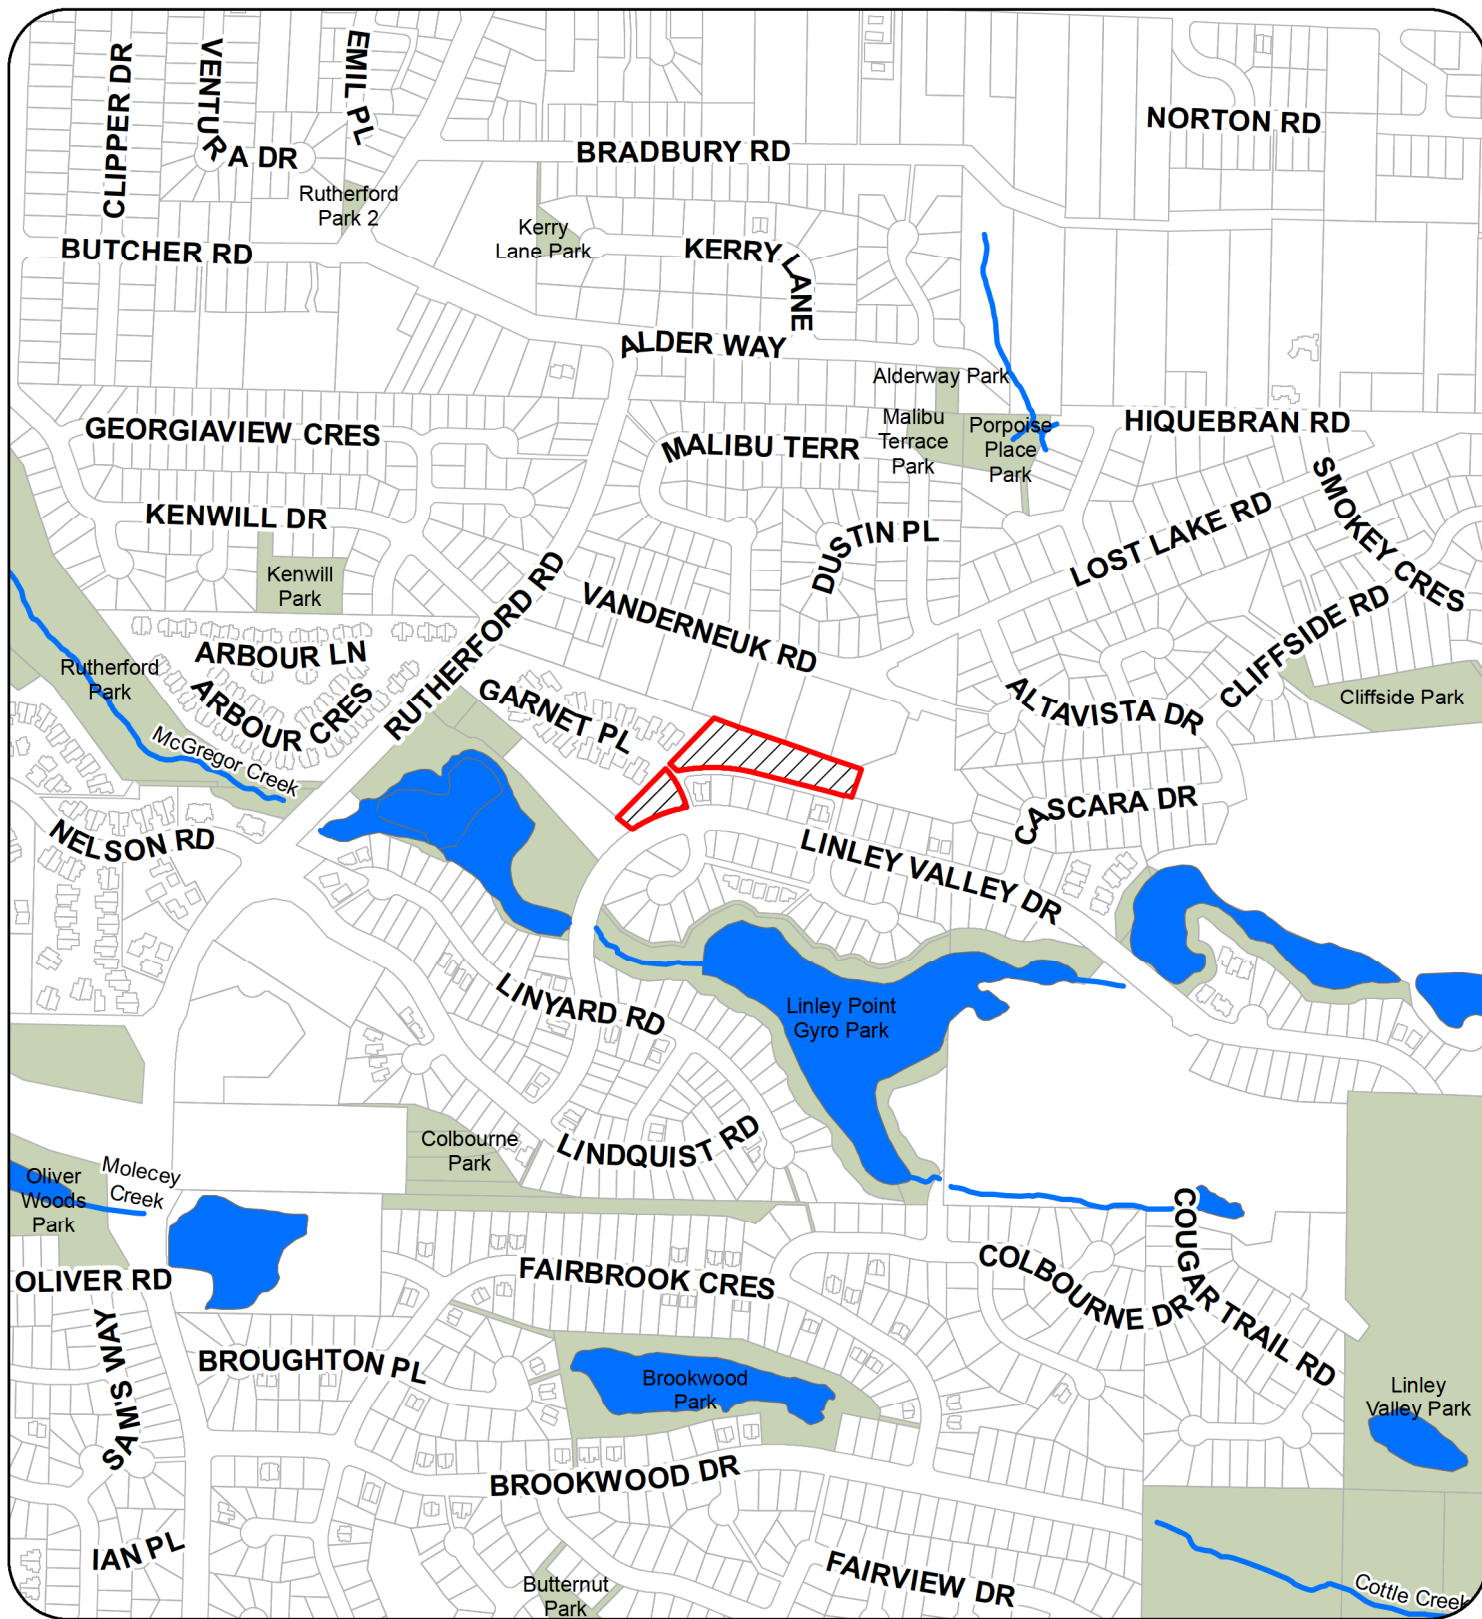 CLIPPER DR
VENTURA DR
EMIL PL
NORTON RD
BRADBURY RD
Rutherford
Park 2
Kerry
Lane Park
BUTCHER RD
KERRY LANE
ALDER WAY
Alderway Park
Malibu
Terrace
Park
Porpoise
Place
Park
HIQUEBRAN RD
GEORGIAVIEW CRES
MALIBU TERR
SMOKEY CRES
KENWILL DR
DUSTIN PL
LOST LAKE RD
Kenwill
Park
RUTHERFORD RD
VANDERNEUK RD
CLIFFSIDE RD
ARBOUR LN
Rutherford
Park
ARBOUR CRES
GARNET PL
ALTAVISTA DR
Cliffside Park
McGregor Creek
NELSON RD
CASCARA DR
LINLEY VALLEY DR
LINYARD RD
Linley Point
Gyro Park
Colbourne
Park
LINDQUIST RD
Oliver
Woods
Park
Molecey
Creek
OLIVER RD
FAIRBROOK CRES
COLBOURNE DR
COUGAR TRAIL RD
SAM'S WAY
BROUGHTON PL
Brookwood
Park
Linley
Valley Park
BROOKWOOD DR
IAN PL
Butternut
Park
FAIRVIEW DR
Cottle Creek